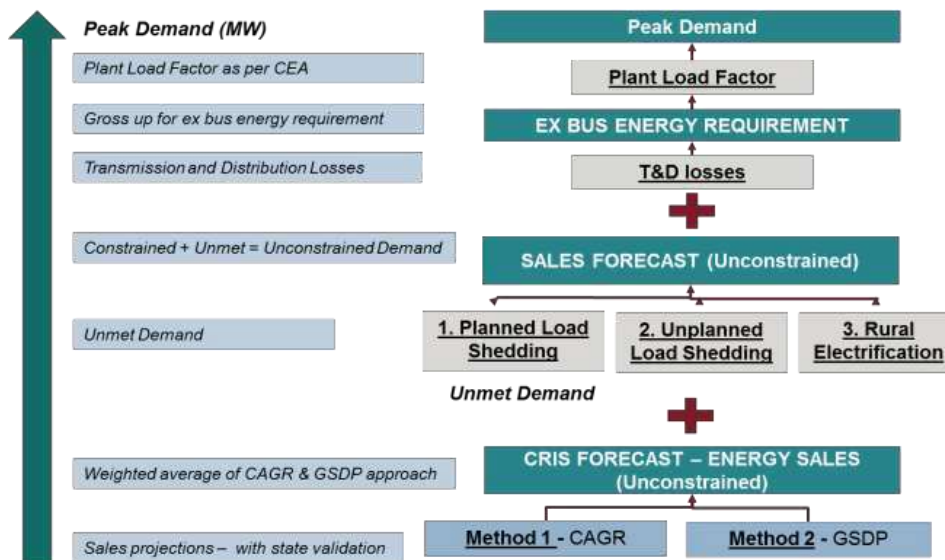 Peak Demand (MW)
Peak Demand
Plant Load Factor as per CEA
Plant Load Factor
Gross up for ex bus energy requirement
EX BUS ENERGY REQUIREMENT
Transmission and Distribution Losses
T&D losses
Constrained + Unmet = Unconstrained Demand
SALES FORECAST (Unconstrained)
Unmet Demand
1. Planned Load
Shedding
2. Unplanned
Load Shedding
3. Rural
Electrification
Unmet Demand
Weighted average of CAGR & GSDP approach
CRIS FORECAST – ENERGY SALES
(Unconstrained)
Sales projections – with state validation
Method 1 - CAGR
Method 2 - GSDP